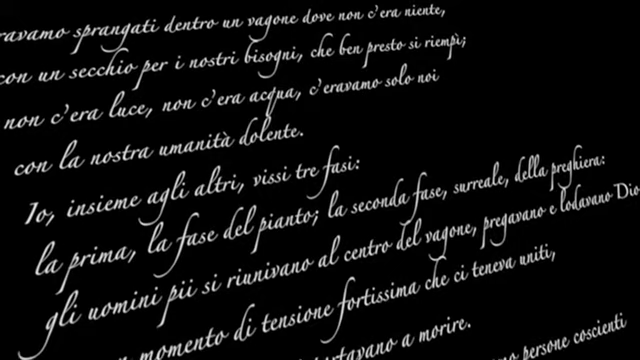 ravamo sprangati dentro un vagone dove non c'era niente,
con un secchio per i nostri bisogni, che ben presto si riempì;
non c'era luce, non c'era acqua, c'eravamo solo noi
con la nostra umanità dolente.
Io, insieme agli altri, vissi tre fasi:
la prima, la fase del pianto; la seconda fase, surreale, della preghiera:
gli uomini pii si riunivano al centro del vagone, pregavano e lodavano Dio
momento di tensione fortissima che ci teneva uniti,
rtavano a morire.
persone coscienti